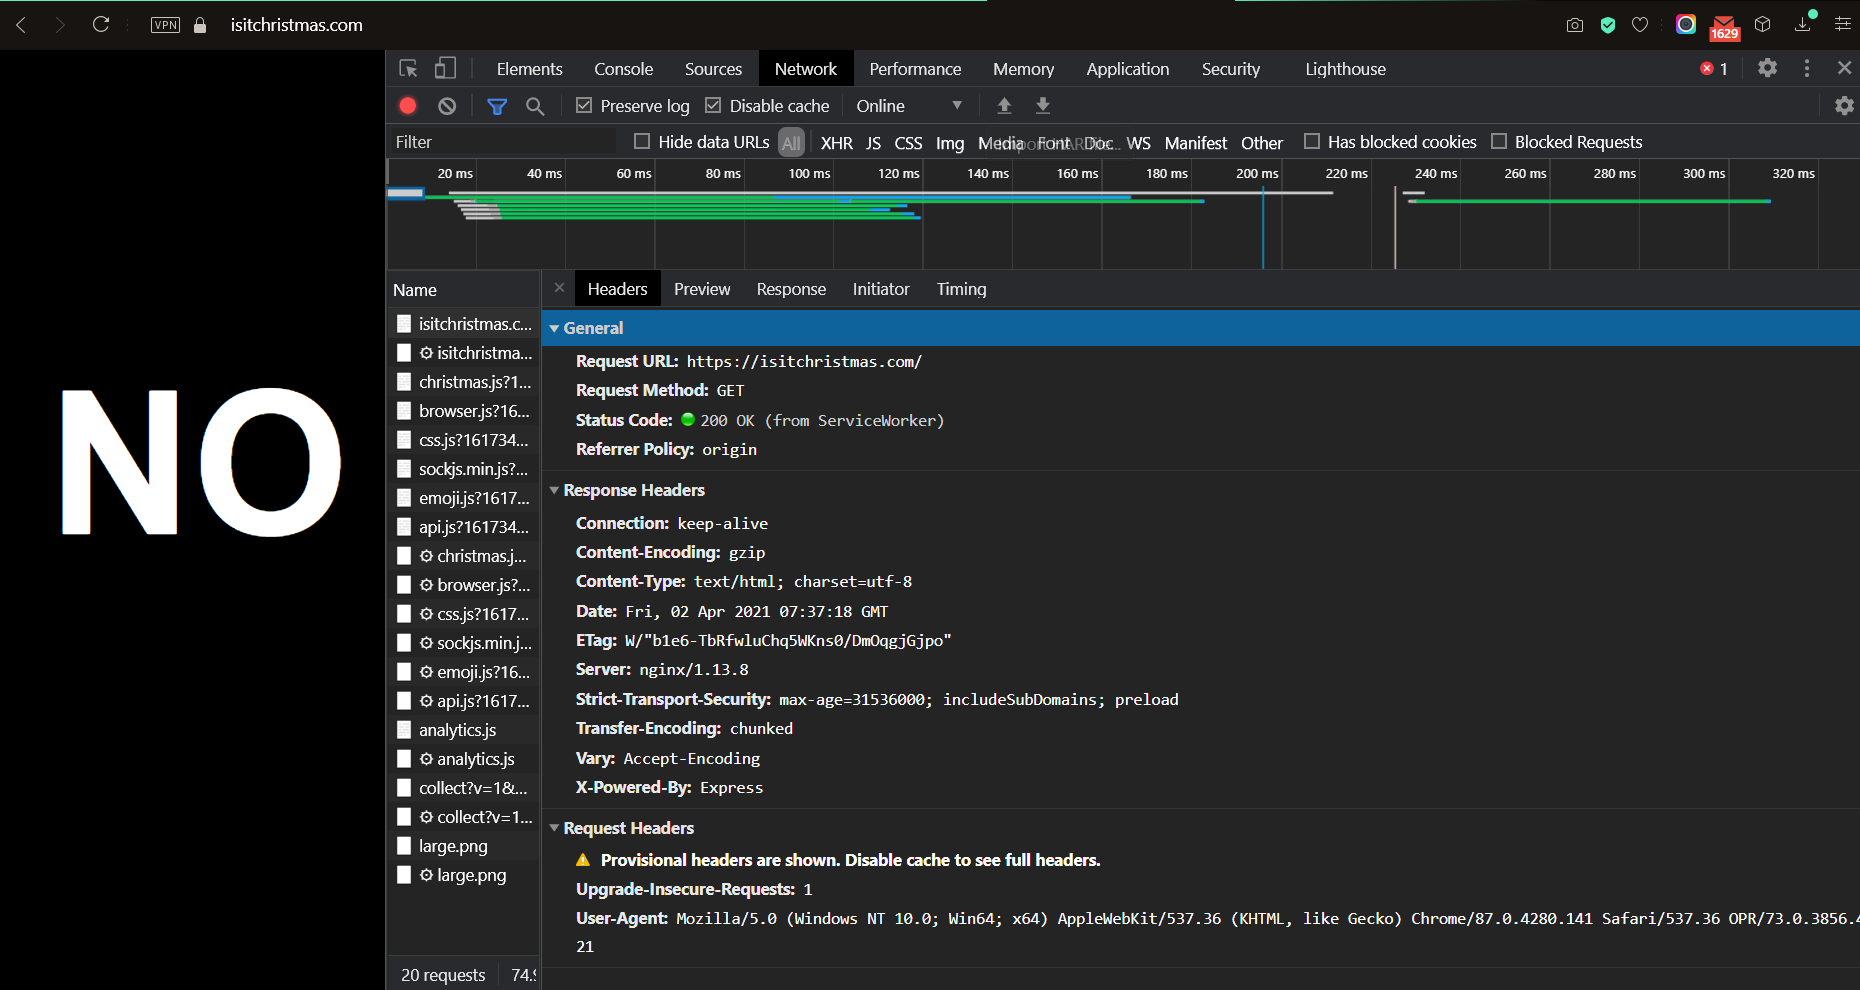 VPN
isitchristmas.com
1629
Elements Console Sources Network Performance Memory Application Security Lighthouse 1
Preserve log Disable cache Online
Filter Hide data URLs All XHR JS CSS Img Media Font Doc WS Manifest Other Has blocked cookies Blocked Requests
20 ms 40 ms 60 ms 80 ms 100 ms 120 ms 140 ms 160 ms 180 ms 200 ms 220 ms 240 ms 260 ms 280 ms 300 ms 320 ms
NO
Name
isitchristmas.c...
isitchristma...
christmas.js?1...
browser.js?16...
css.js?161734...
sockjs.min.js?...
emoji.js?1617...
api.js?161734...
christmas.j...
browser.js?...
css.js?1617...
sockjs.min.j...
emoji.js?16...
api.js?1617...
analytics.js
analytics.js
collect?v=1&...
collect?v=1...
large.png
large.png
20 requests 74.9
Headers Preview Response Initiator Timing
General
Request URL: https://isitchristmas.com/
Request Method: GET
Status Code: 200 OK (from ServiceWorker)
Referrer Policy: origin
Response Headers
Connection: keep-alive
Content-Encoding: gzip
Content-Type: text/html; charset=utf-8
Date: Fri, 02 Apr 2021 07:37:18 GMT
ETag: W/"b1e6-TbRfwluChq5WKns0/DmOqgjGjpo"
Server: nginx/1.13.8
Strict-Transport-Security: max-age=31536000; includeSubDomains; preload
Transfer-Encoding: chunked
Vary: Accept-Encoding
X-Powered-By: Express
Request Headers
Provisional headers are shown. Disable cache to see full headers.
Upgrade-Insecure-Requests: 1
User-Agent: Mozilla/5.0 (Windows NT 10.0; Win64; x64) AppleWebKit/537.36 (KHTML, like Gecko) Chrome/87.0.4280.141 Safari/537.36 OPR/73.0.3856.4
21